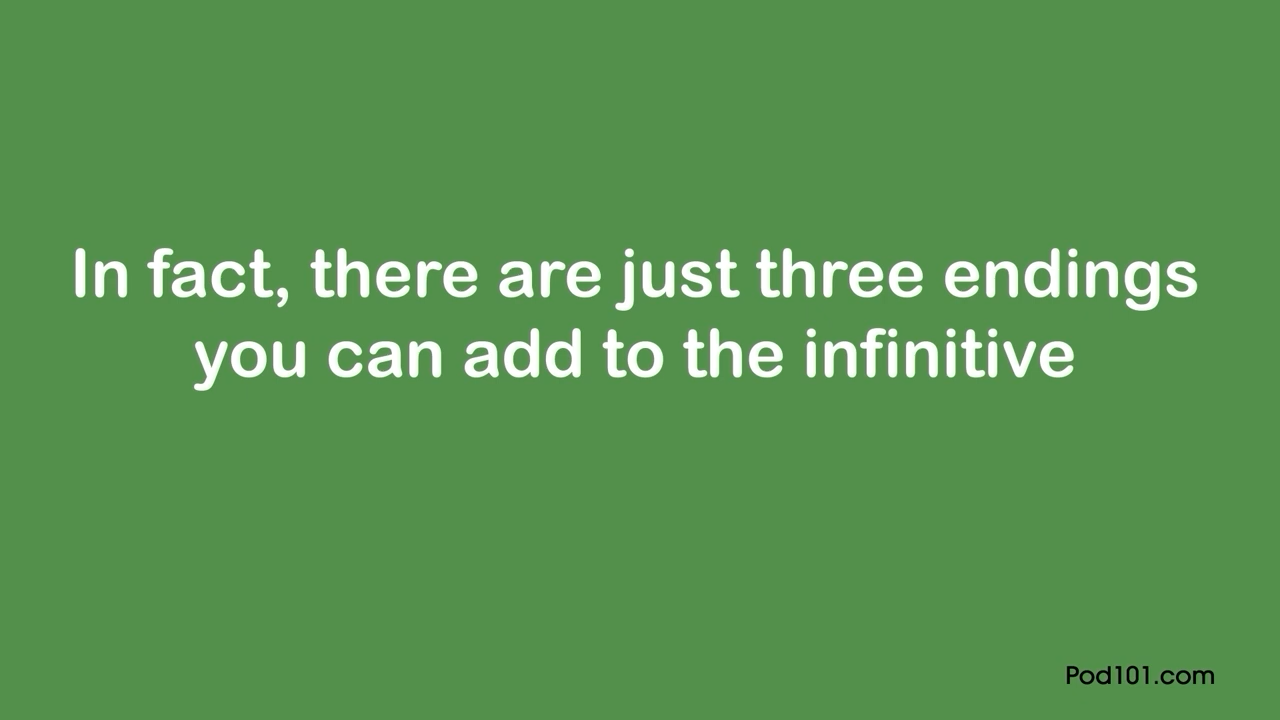 In fact, there are just three endings
you can add to the infinitive
Pod101.com